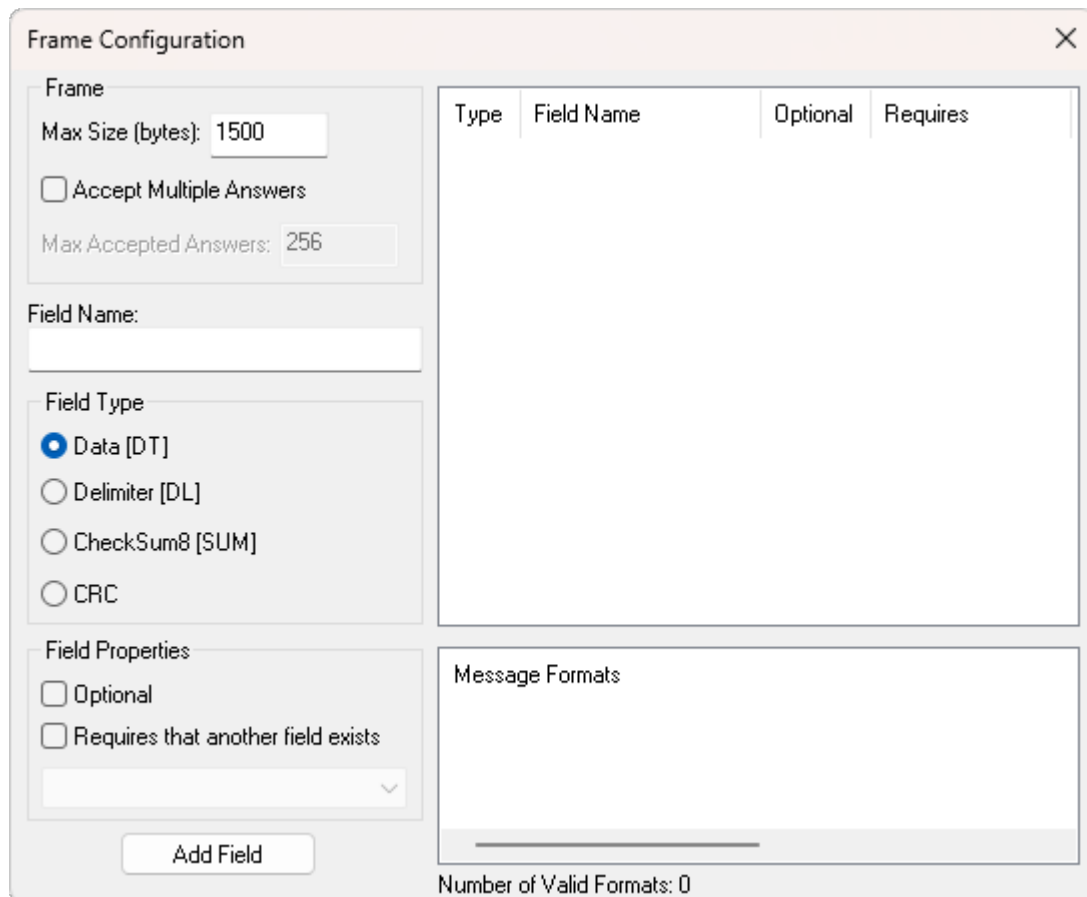 Frame Configuration
Frame
Max Size (bytes): 1500
Accept Multiple Answers
Max Accepted Answers: 256
Field Name:
Field Type
Data [DT]
Delimiter [DL]
CheckSum8 [SUM]
CRC
Field Properties
Optional
Requires that another field exists
Add Field
Type Field Name Optional Requires
Message Formats
Number of Valid Formats: 0